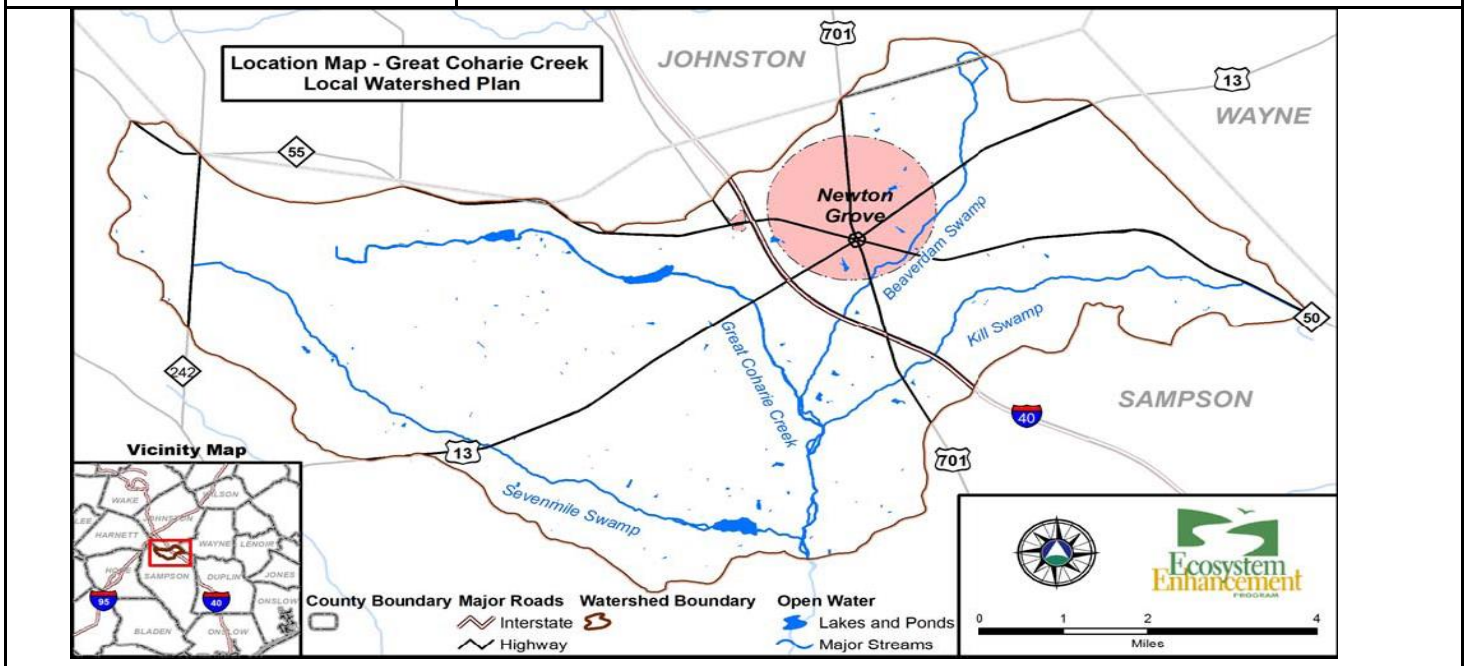 Location Map - Great Coharie Creek
Local Watershed Plan
701
JOHNSTON
13
WAYNE
55
Newton
Grove
Beaverdam Swamp
Kill Swamp
50
242
Great Coharie Creek
SAMPSON
40
13
701
Sevenmile Swamp
Vicinity Map
WAKE
WILSON
JOHNSTON
LEE
HARNETT
WAYNE
LENOIR
SAMPSON
DUPLIN
JONES
95
40
ONSLOW
BLADEN
County Boundary
Major Roads
Interstate
Highway
Watershed Boundary
Open Water
Lakes and Ponds
Major Streams
Ecosystem
Enhancement
PROGRAM
0 1 2 4
Miles